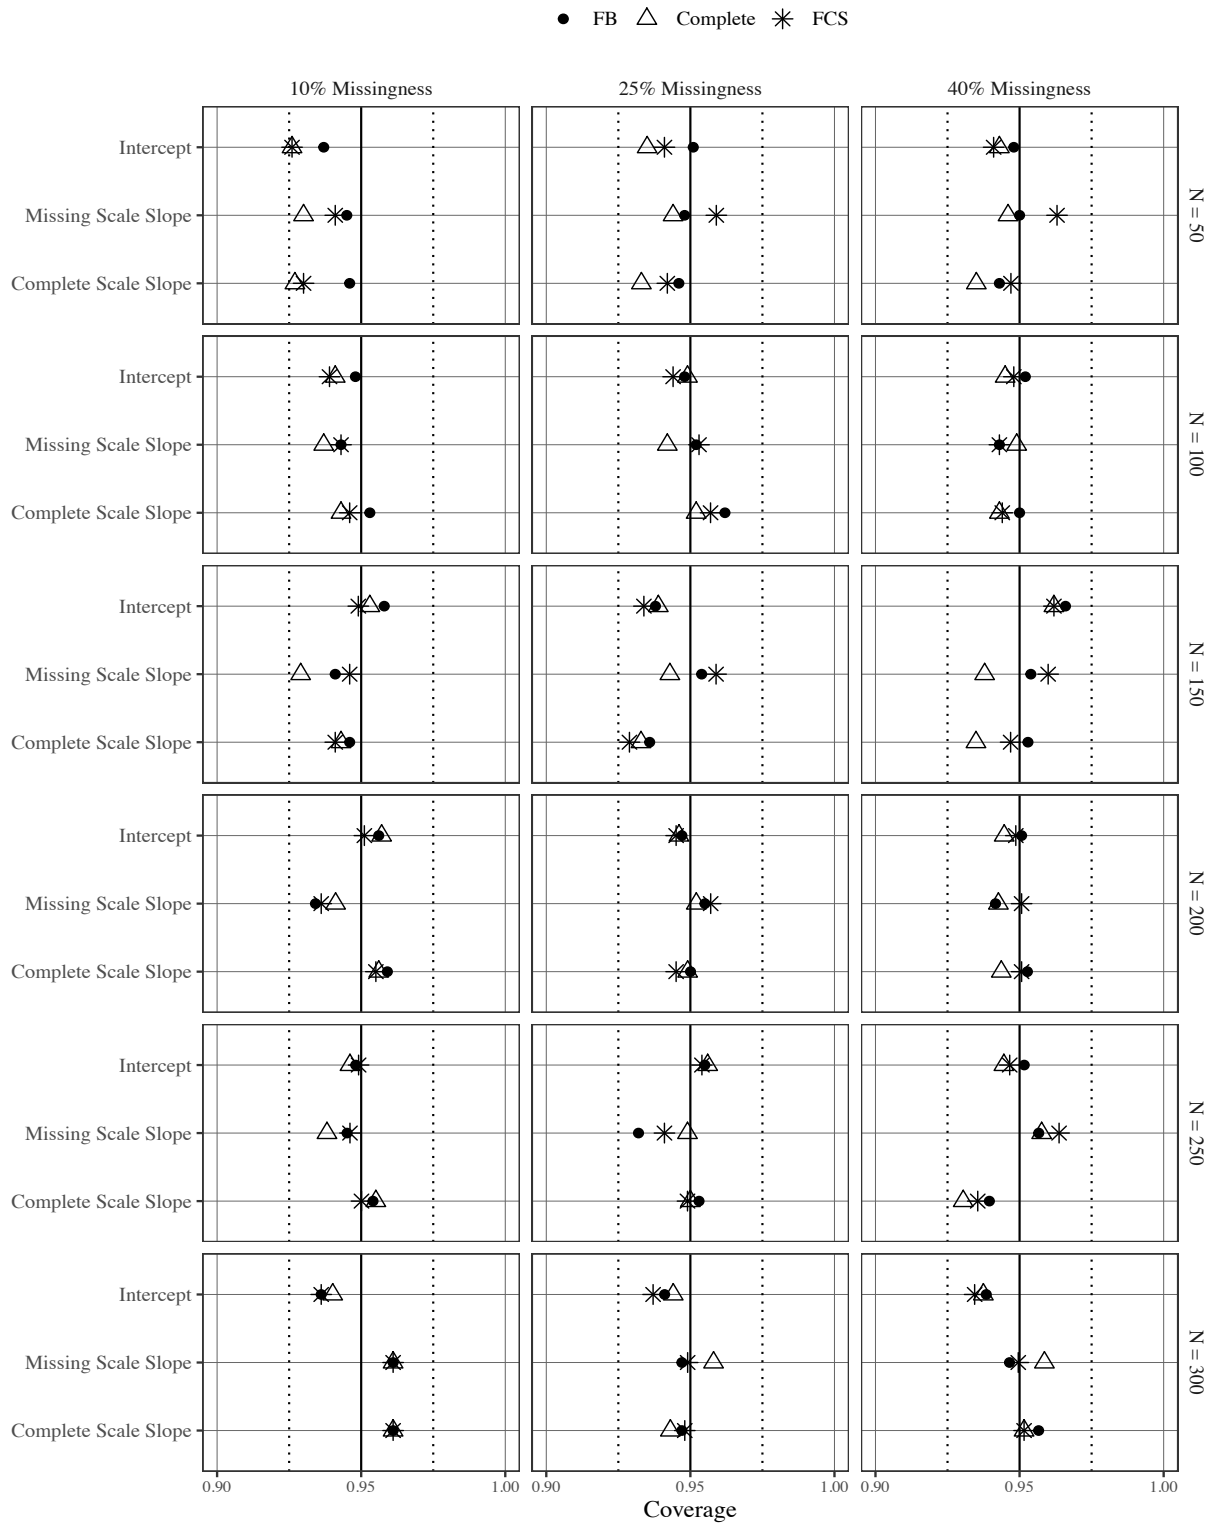 FB Complete FCS
10% Missingness 25% Missingness 40% Missingness
Intercept
Missing Scale Slope
Complete Scale Slope
N = 50
Intercept
Missing Scale Slope
Complete Scale Slope
N = 100
Intercept
Missing Scale Slope
Complete Scale Slope
N = 150
Intercept
Missing Scale Slope
Complete Scale Slope
N = 200
Intercept
Missing Scale Slope
Complete Scale Slope
N = 250
Intercept
Missing Scale Slope
Complete Scale Slope
N = 300
0.90 0.95 1.00 0.90 0.95 1.00 0.90 0.95 1.00
Coverage